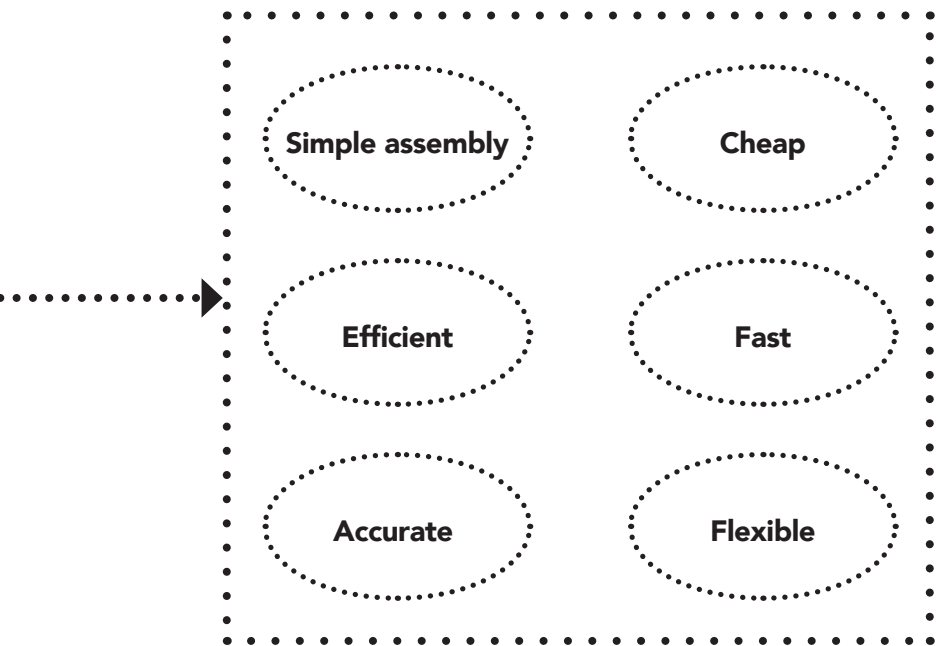 Simple assembly
Cheap
Efficient
Fast
Accurate
Flexible